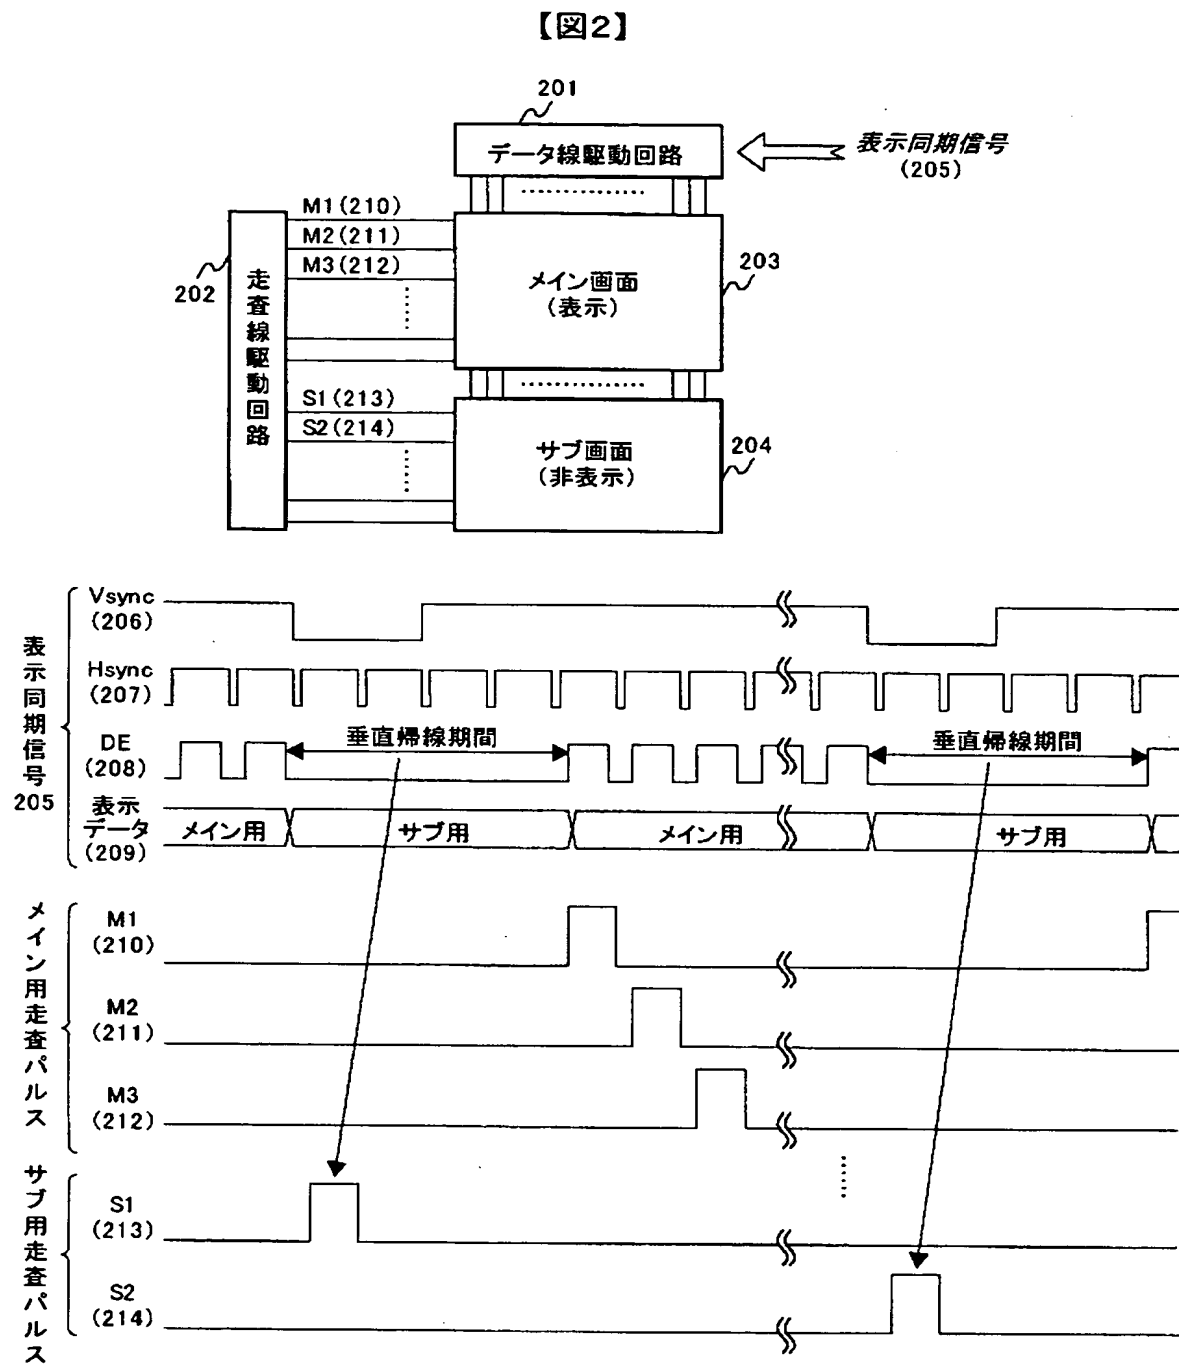 【図2】
201
データ線駆動回路
表示同期信号
(205)
M1(210)
M2(211)
M3(212)
202
走査線駆動回路
メイン画面
(表示)
203
S1(213)
S2(214)
サブ画面
(非表示)
204
表示同期信号
205
Vsync
(206)
Hsync
(207)
DE
(208)
垂直帰線期間
垂直帰線期間
表示
データ
(209)
メイン用
サブ用
メイン用
サブ用
メイン用走査パルス
M1
(210)
M2
(211)
M3
(212)
サブ用走査パルス
S1
(213)
S2
(214)